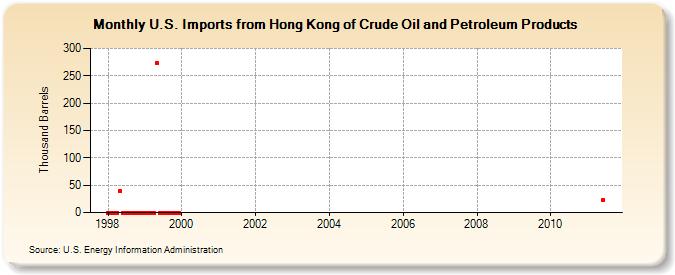 Monthly U.S. Imports from Hong Kong of Crude Oil and Petroleum Products
Thousand Barrels
300
250
200
150
100
50
0
1998 2000 2002 2004 2006 2008 2010
Source: U.S. Energy Information Administration